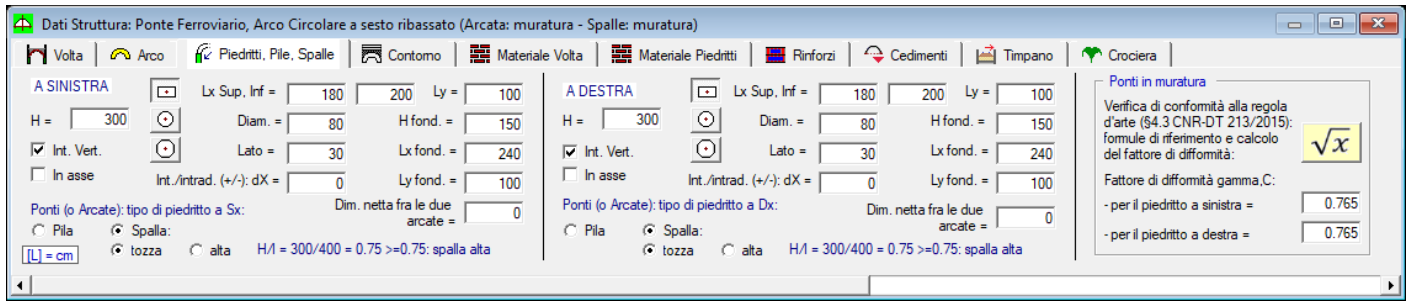 Dati Struttura: Ponte Ferroviario, Arco Circolare a sesto ribassato (Arcata: muratura - Spalle: muratura)
Volta Arco Piedritti, Pile, Spalle Contorno Materiale Volta Materiale Piedritti Rinforzi Cedimenti Timpano Crociera
A SINISTRA Lx Sup, Inf = 180 200 Ly = 100
H = 300 Diam. = 80 H fond. = 150
Int. Vert. Lato = 30 Lx fond. = 240
In asse Int./intrad. (+/-): dX = 0 Ly fond. = 100
Ponti (o Arcate): tipo di piedritto a Sx: Dim. netta fra le due
arcate = 0
Pila Spalla:
tozza alta H/l = 300/400 = 0.75 >=0.75: spalla alta
[L] = cm
A DESTRA Lx Sup, Inf = 180 200 Ly = 100
H = 300 Diam. = 80 H fond. = 150
Int. Vert. Lato = 30 Lx fond. = 240
In asse Int./intrad. (+/-): dX = 0 Ly fond. = 100
Ponti (o Arcate): tipo di piedritto a Dx: Dim. netta fra le due
arcate = 0
Pila Spalla:
tozza alta H/l = 300/400 = 0.75 >=0.75: spalla alta
Ponti in muratura
Verifica di conformità alla regola
d'arte (§4.3 CNR-DT 213/2015):
formule di riferimento e calcolo
del fattore di difformità:
√x
Fattore di difformità gamma,C:
- per il piedritto a sinistra = 0.765
- per il piedritto a destra = 0.765